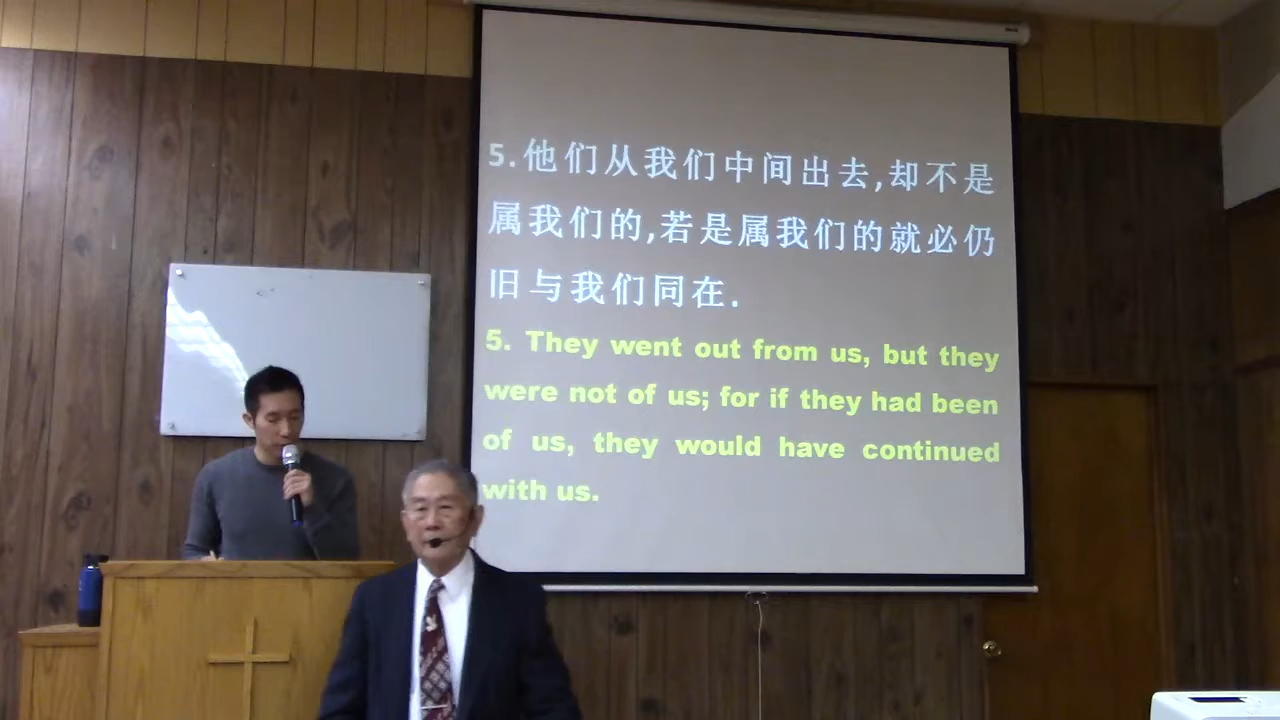 5.他们从我们中间出去,却不是
属我们的,若是属我们的就必仍
旧与我们同在.
5. They went out from us, but they
were not of us; for if they had been
of us, they would have continued
with us.